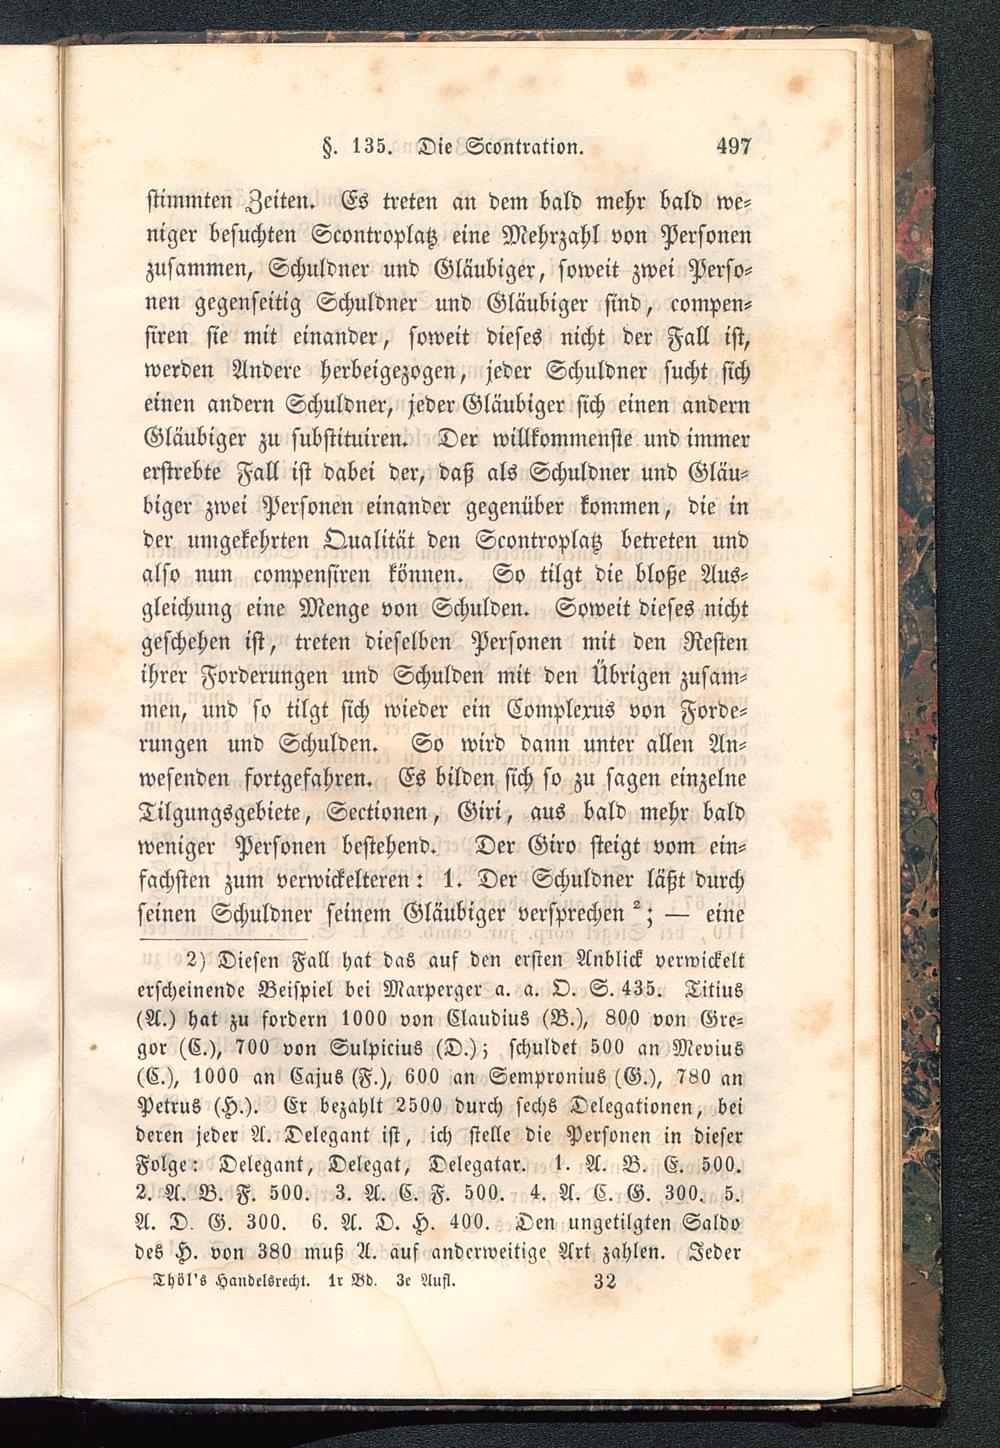 §. 135. Die Scontration. 497
stimmten Zeiten. Es treten an dem bald mehr bald we-
niger besuchten Scontroplatz eine Mehrzahl von Personen
zusammen, Schuldner und Gläubiger, soweit zwei Perso-
nen gegenseitig Schuldner und Gläubiger sind, compen-
siren sie mit einander, soweit dieses nicht der Fall ist,
werden Andere herbeigezogen, jeder Schuldner sucht sich
einen andern Schuldner, jeder Gläubiger sich einen andern
Gläubiger zu substituiren. Der willkommenste und immer
erstrebte Fall ist dabei der, daß als Schuldner und Gläu-
biger zwei Personen einander gegenüber kommen, die in
der umgekehrten Qualität den Scontroplatz betreten und
also nun compensiren können. So tilgt die bloße Aus-
gleichung eine Menge von Schulden. Soweit dieses nicht
geschehen ist, treten dieselben Personen mit den Resten
ihrer Forderungen und Schulden mit den Übrigen zusam-
men, und so tilgt sich wieder ein Complexus von Forde-
rungen und Schulden. So wird dann unter allen An-
wesenden fortgefahren. Es bilden sich so zu sagen einzelne
Tilgungsgebiete, Sectionen, Giri, aus bald mehr bald
weniger Personen bestehend. Der Giro steigt vom ein-
fachsten zum verwickelteren: 1. Der Schuldner läßt durch
seinen Schuldner seinem Gläubiger versprechen ²; — eine
2) Diesen Fall hat das auf den ersten Anblick verwickelt
erscheinende Beispiel bei Marperger a. a. O. S. 435. Titius
(A.) hat zu fordern 1000 von Claudius (B.), 800 von Gre-
gor (C.), 700 von Sulpicius (D.); schuldet 500 an Mevius
(E.), 1000 an Cajus (F.), 600 an Sempronius (G.), 780 an
Petrus (H.). Er bezahlt 2500 durch sechs Delegationen, bei
deren jeder A. Delegant ist, ich stelle die Personen in dieser
Folge: Delegant, Delegat, Delegatar. 1. A. B. E. 500.
2. A. B. F. 500. 3. A. C. F. 500. 4. A. C. G. 300. 5.
A. D. G. 300. 6. A. D. H. 400. Den ungetilgten Saldo
des H. von 380 muß A. auf anderweitige Art zahlen. Jeder
Thöl's Handelsrecht. 1r Bd. 3e Aufl. 32